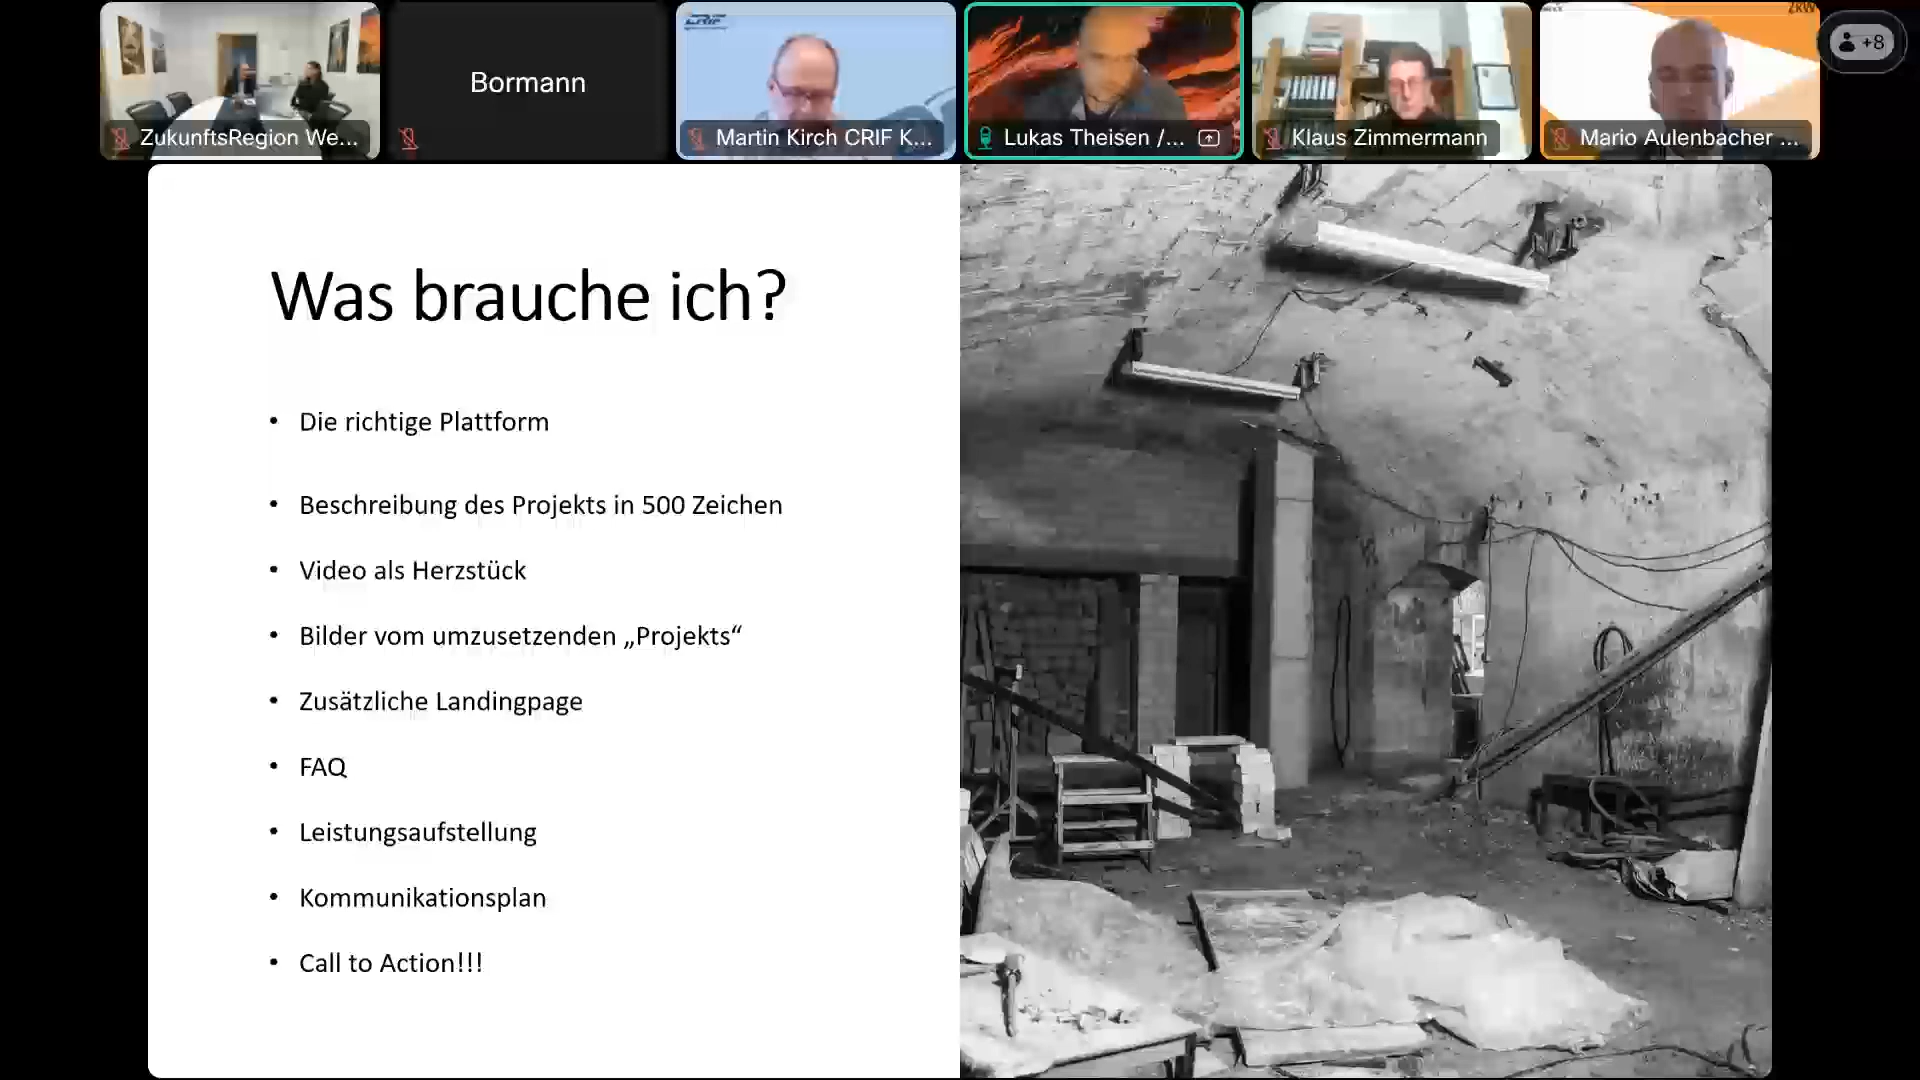 ZukunftsRegion We...
Bormann
Martin Kirch CRIF K...
Lukas Theisen /...
Klaus Zimmermann
Mario Aulenbacher ...
ZRW
+8
Was brauche ich?
• Die richtige Plattform
• Beschreibung des Projekts in 500 Zeichen
• Video als Herzstück
• Bilder vom umzusetzenden „Projekts“
• Zusätzliche Landingpage
• FAQ
• Leistungsaufstellung
• Kommunikationsplan
• Call to Action!!!